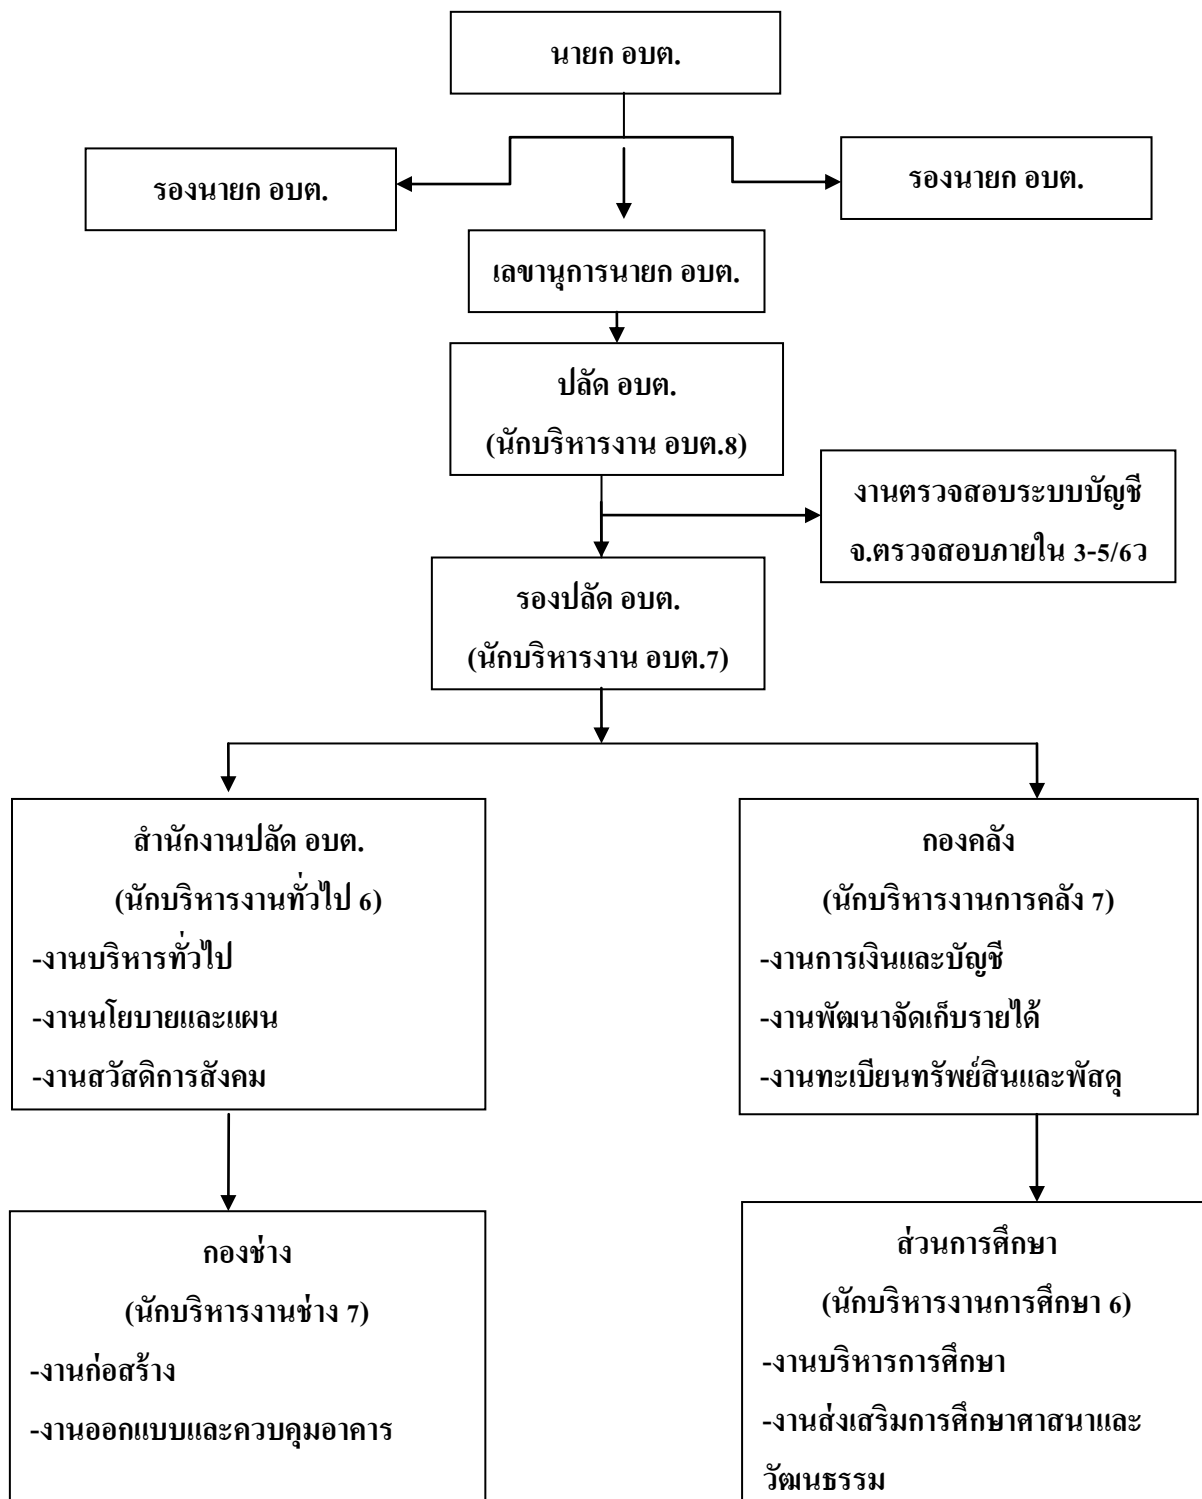 นายก อบต.
รองนายก อบต.
รองนายก อบต.
เลขานุการนายก อบต.
ปลัด อบต.
(นักบริหารงาน อบต.8)
งานตรวจสอบระบบบัญชี
จ.ตรวจสอบภายใน 3-5/6ว
รองปลัด อบต.
(นักบริหารงาน อบต.7)
สำนักงานปลัด อบต.
(นักบริหารงานทั่วไป 6)
-งานบริหารทั่วไป
-งานนโยบายและแผน
-งานสวัสดิการสังคม
กองคลัง
(นักบริหารงานการคลัง 7)
-งานการเงินและบัญชี
-งานพัฒนาจัดเก็บรายได้
-งานทะเบียนทรัพย์สินและพัสดุ
กองช่าง
(นักบริหารงานช่าง 7)
-งานก่อสร้าง
-งานออกแบบและควบคุมอาคาร
ส่วนการศึกษา
(นักบริหารงานการศึกษา 6)
-งานบริหารการศึกษา
-งานส่งเสริมการศึกษาศาสนาและ
วัฒนธรรม